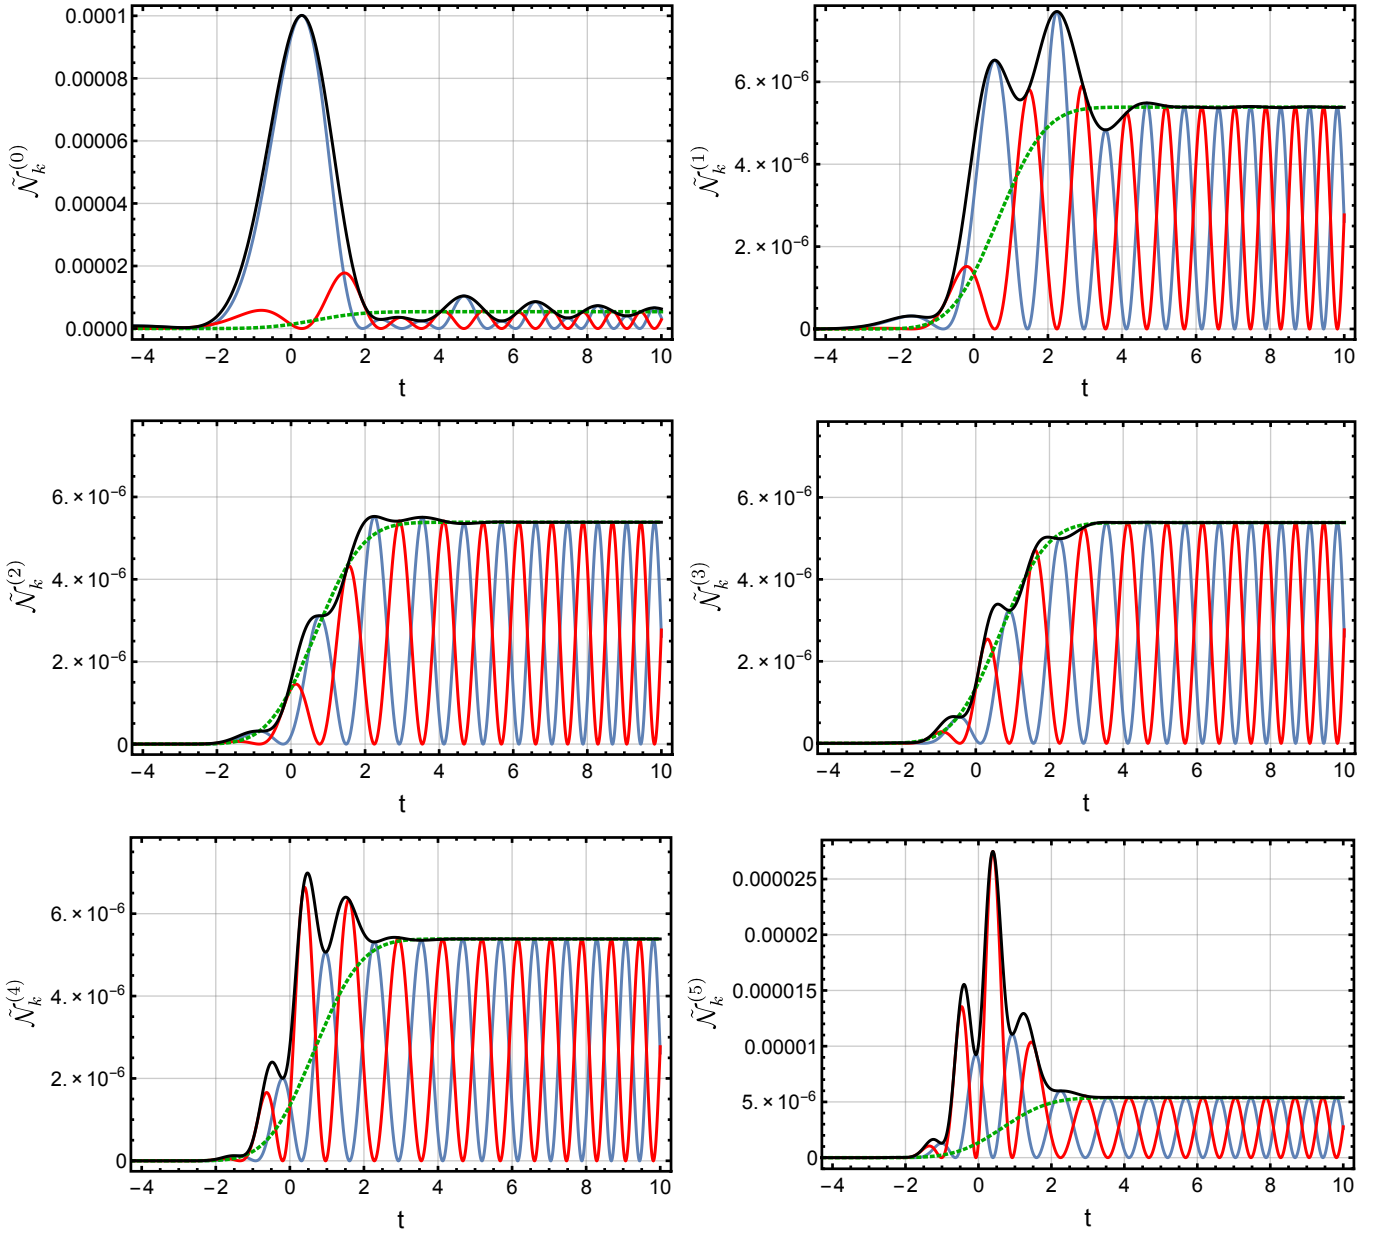 0.0001
0.00008
0.00006
0.00004
0.00002
0.0000
Ñ_k^(0)
−4 −2 0 2 4 6 8 10
t
6.×10^−6
4.×10^−6
2.×10^−6
0
Ñ_k^(1)
−4 −2 0 2 4 6 8 10
t
6.×10^−6
4.×10^−6
2.×10^−6
0
Ñ_k^(2)
−4 −2 0 2 4 6 8 10
t
6.×10^−6
4.×10^−6
2.×10^−6
0
Ñ_k^(3)
−4 −2 0 2 4 6 8 10
t
6.×10^−6
4.×10^−6
2.×10^−6
0
Ñ_k^(4)
−4 −2 0 2 4 6 8 10
t
0.000025
0.00002
0.000015
0.00001
5.×10^−6
0
Ñ_k^(5)
−4 −2 0 2 4 6 8 10
t